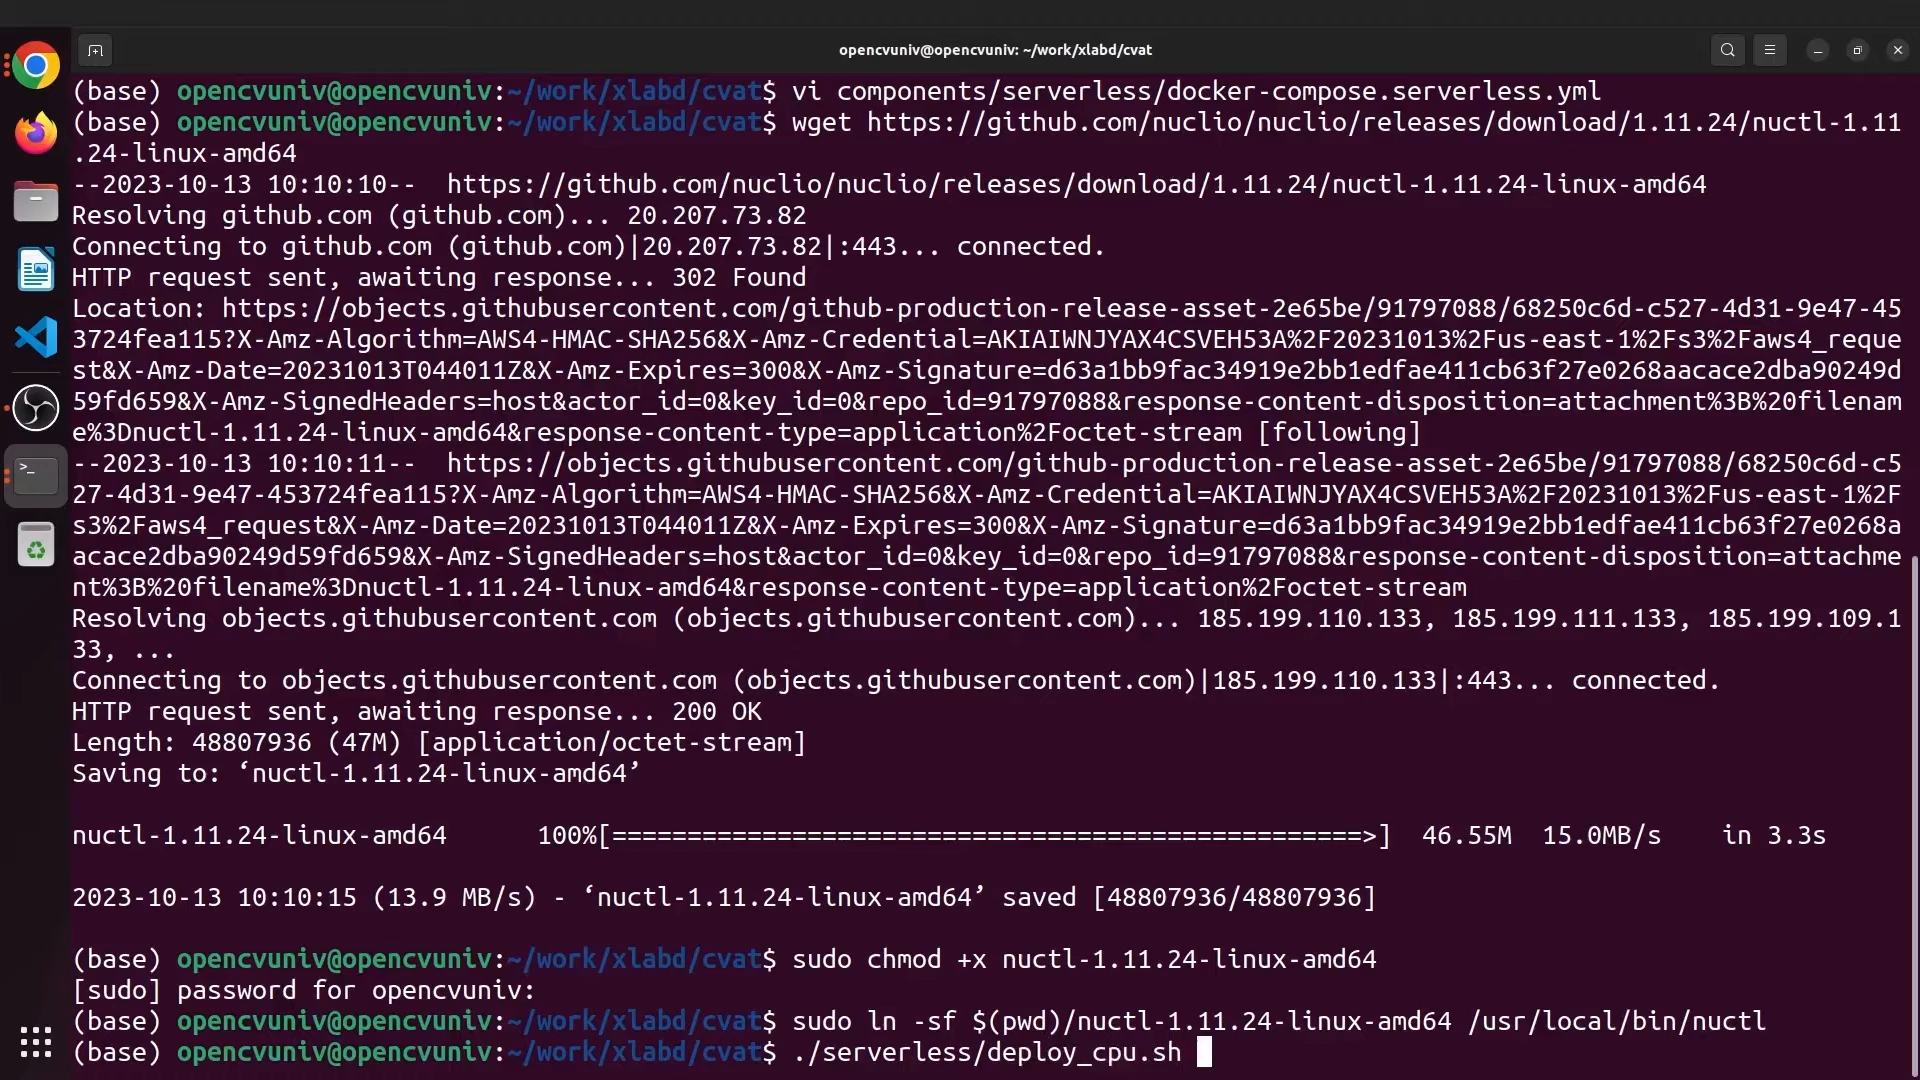 opencvuniv@opencvuniv: ~/work/xlabd/cvat
(base) opencvuniv@opencvuniv:~/work/xlabd/cvat$ vi components/serverless/docker-compose.serverless.yml
(base) opencvuniv@opencvuniv:~/work/xlabd/cvat$ wget https://github.com/nuclio/nuclio/releases/download/1.11.24/nuctl-1.11
.24-linux-amd64
--2023-10-13 10:10:10--  https://github.com/nuclio/nuclio/releases/download/1.11.24/nuctl-1.11.24-linux-amd64
Resolving github.com (github.com)... 20.207.73.82
Connecting to github.com (github.com)|20.207.73.82|:443... connected.
HTTP request sent, awaiting response... 302 Found
Location: https://objects.githubusercontent.com/github-production-release-asset-2e65be/91797088/68250c6d-c527-4d31-9e47-45
3724fea115?X-Amz-Algorithm=AWS4-HMAC-SHA256&X-Amz-Credential=AKIAIWNJYAX4CSVEH53A%2F20231013%2Fus-east-1%2Fs3%2Faws4_reque
st&X-Amz-Date=20231013T044011Z&X-Amz-Expires=300&X-Amz-Signature=d63a1bb9fac34919e2bb1edfae411cb63f27e0268aacace2dba90249d
59fd659&X-Amz-SignedHeaders=host&actor_id=0&key_id=0&repo_id=91797088&response-content-disposition=attachment%3B%20filenam
e%3Dnuctl-1.11.24-linux-amd64&response-content-type=application%2Foctet-stream [following]
--2023-10-13 10:10:11--  https://objects.githubusercontent.com/github-production-release-asset-2e65be/91797088/68250c6d-c5
27-4d31-9e47-453724fea115?X-Amz-Algorithm=AWS4-HMAC-SHA256&X-Amz-Credential=AKIAIWNJYAX4CSVEH53A%2F20231013%2Fus-east-1%2F
s3%2Faws4_request&X-Amz-Date=20231013T044011Z&X-Amz-Expires=300&X-Amz-Signature=d63a1bb9fac34919e2bb1edfae411cb63f27e0268a
acace2dba90249d59fd659&X-Amz-SignedHeaders=host&actor_id=0&key_id=0&repo_id=91797088&response-content-disposition=attachme
nt%3B%20filename%3Dnuctl-1.11.24-linux-amd64&response-content-type=application%2Foctet-stream
Resolving objects.githubusercontent.com (objects.githubusercontent.com)... 185.199.110.133, 185.199.111.133, 185.199.109.1
33, ...
Connecting to objects.githubusercontent.com (objects.githubusercontent.com)|185.199.110.133|:443... connected.
HTTP request sent, awaiting response... 200 OK
Length: 48807936 (47M) [application/octet-stream]
Saving to: ‘nuctl-1.11.24-linux-amd64’
nuctl-1.11.24-linux-amd64      100%[==================================================>]  46.55M  15.0MB/s    in 3.3s
2023-10-13 10:10:15 (13.9 MB/s) - ‘nuctl-1.11.24-linux-amd64’ saved [48807936/48807936]
(base) opencvuniv@opencvuniv:~/work/xlabd/cvat$ sudo chmod +x nuctl-1.11.24-linux-amd64
[sudo] password for opencvuniv:
(base) opencvuniv@opencvuniv:~/work/xlabd/cvat$ sudo ln -sf $(pwd)/nuctl-1.11.24-linux-amd64 /usr/local/bin/nuctl
(base) opencvuniv@opencvuniv:~/work/xlabd/cvat$ ./serverless/deploy_cpu.sh